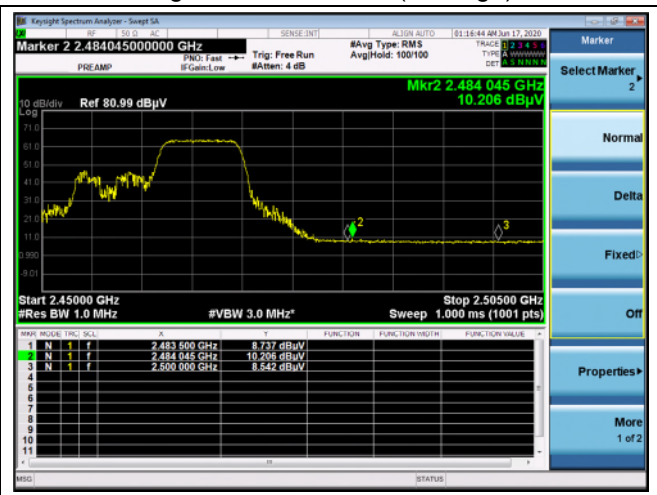 Keysight Spectrum Analyzer - Swept SA
RF 50 Ω AC SENSE:INT ALIGN AUTO 01:16:44 AM Jun 17, 2020
Marker 2 2.484045000000 GHz #Avg Type: RMS TRACE 1 2 3 4 5 6
PNO: Fast Trig: Free Run Avg|Hold: 100/100 TYPE A WWWWW
PREAMP IFGain:Low #Atten: 4 dB DET A S N N N N
Mkr2 2.484 045 GHz
10 dB/div Ref 80.99 dBµV 10.206 dBµV
Log
71.0
61.0
51.0
41.0
31.0
21.0
11.0
0.990
-9.01
2
3
Start 2.45000 GHz Stop 2.50500 GHz
#Res BW 1.0 MHz #VBW 3.0 MHz* Sweep 1.000 ms (1001 pts)
MKR MODE TRC SCL X Y FUNCTION FUNCTION WIDTH FUNCTION VALUE
1 N 1 f 2.483 500 GHz 8.737 dBuV
2 N 1 f 2.484 045 GHz 10.206 dBuV
3 N 1 f 2.500 000 GHz 8.542 dBuV
4
5
6
7
8
9
10
11
MSG STATUS
Marker
Select Marker
2
Normal
Delta
Fixed
Off
Properties
More
1 of 2